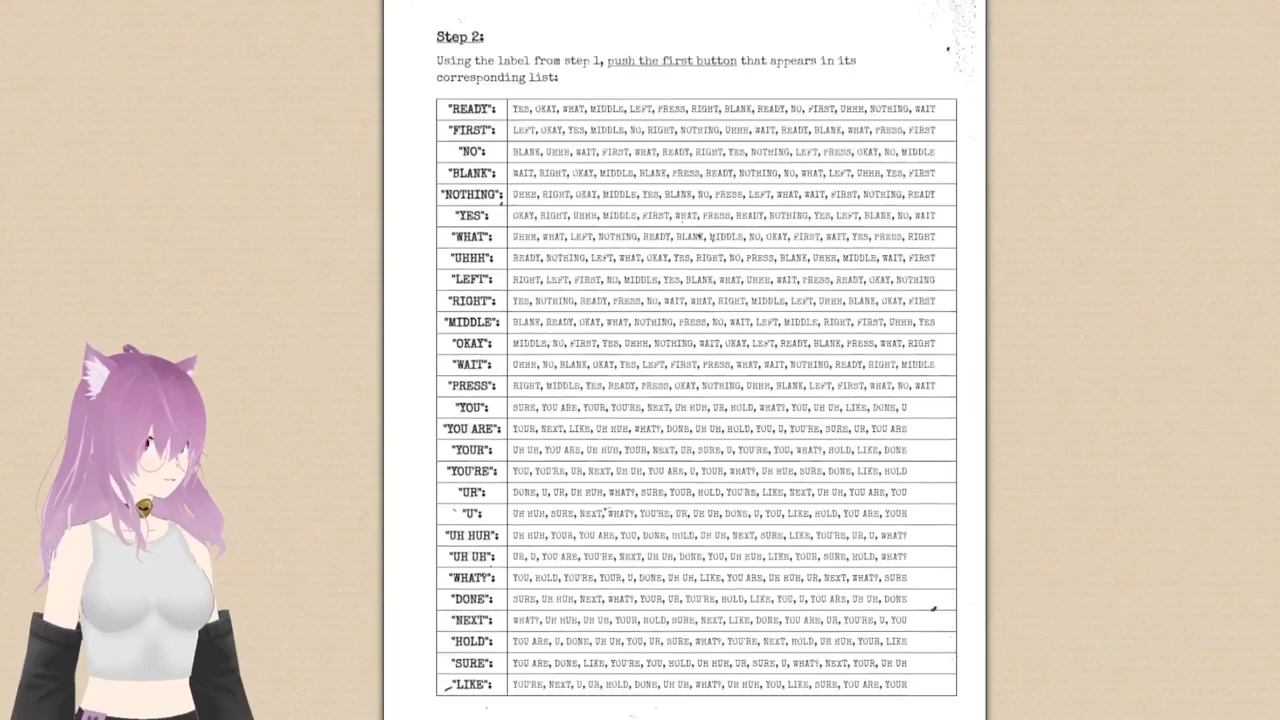 Step 2:
Using the label from step 1, push the first button that appears in its
corresponding list:
"READY": YES, OKAY, WHAT, MIDDLE, LEFT, PRESS, RIGHT, BLANK, READY, NO, FIRST, UHHH, NOTHING, WAIT
"FIRST": LEFT, OKAY, YES, MIDDLE, NO, RIGHT, NOTHING, UHHH, WAIT, READY, BLANK, WHAT, PRESS, FIRST
"NO": BLANK, UHHH, WAIT, FIRST, WHAT, READY, RIGHT, YES, NOTHING, LEFT, PRESS, OKAY, NO, MIDDLE
"BLANK": WAIT, RIGHT, OKAY, MIDDLE, BLANK, PRESS, READY, NOTHING, NO, WHAT, LEFT, UHHH, YES, FIRST
"NOTHING": UHHH, RIGHT, OKAY, MIDDLE, YES, BLANK, NO, PRESS, LEFT, WHAT, WAIT, FIRST, NOTHING, READY
"YES": OKAY, RIGHT, UHHH, MIDDLE, FIRST, WHAT, PRESS, READY, NOTHING, YES, LEFT, BLANK, NO, WAIT
"WHAT": UHHH, WHAT, LEFT, NOTHING, READY, BLANK, MIDDLE, NO, OKAY, FIRST, WAIT, YES, PRESS, RIGHT
"UHHH": READY, NOTHING, LEFT, WHAT, OKAY, YES, RIGHT, NO, PRESS, BLANK, UHHH, MIDDLE, WAIT, FIRST
"LEFT": RIGHT, LEFT, FIRST, NO, MIDDLE, YES, BLANK, WHAT, UHHH, WAIT, PRESS, READY, OKAY, NOTHING
"RIGHT": YES, NOTHING, READY, PRESS, NO, WAIT, WHAT, RIGHT, MIDDLE, LEFT, UHHH, BLANK, OKAY, FIRST
"MIDDLE": BLANK, READY, OKAY, WHAT, NOTHING, PRESS, NO, WAIT, LEFT, MIDDLE, RIGHT, FIRST, UHHH, YES
"OKAY": MIDDLE, NO, FIRST, YES, UHHH, NOTHING, WAIT, OKAY, LEFT, READY, BLANK, PRESS, WHAT, RIGHT
"WAIT": UHHH, NO, BLANK, OKAY, YES, LEFT, FIRST, PRESS, WHAT, WAIT, NOTHING, READY, RIGHT, MIDDLE
"PRESS": RIGHT, MIDDLE, YES, READY, PRESS, OKAY, NOTHING, UHHH, BLANK, LEFT, FIRST, WHAT, NO, WAIT
"YOU": SURE, YOU ARE, YOUR, YOU'RE, NEXT, UH HUH, UR, HOLD, WHAT?, YOU, UH UH, LIKE, DONE, U
"YOU ARE": YOUR, NEXT, LIKE, UH HUH, WHAT?, DONE, UH UH, HOLD, YOU, U, YOU'RE, SURE, UR, YOU ARE
"YOUR": UH UH, YOU ARE, UH HUH, YOUR, NEXT, UR, SURE, U, YOU'RE, YOU, WHAT?, HOLD, LIKE, DONE
"YOU'RE": YOU, YOU'RE, UR, NEXT, UH UH, YOU ARE, U, YOUR, WHAT?, UH HUH, SURE, DONE, LIKE, HOLD
"UR": DONE, U, UR, UH HUH, WHAT?, SURE, YOUR, HOLD, YOU'RE, LIKE, NEXT, UH UH, YOU ARE, YOU
"U": UH HUH, SURE, NEXT, WHAT?, YOU'RE, UR, UH UH, DONE, U, YOU, LIKE, HOLD, YOU ARE, YOUR
"UH HUH": UH HUH, YOUR, YOU ARE, YOU, DONE, HOLD, UH UH, NEXT, SURE, LIKE, YOU'RE, UR, U, WHAT?
"UH UH": UR, U, YOU ARE, YOU'RE, NEXT, UH UH, DONE, YOU, UH HUH, LIKE, YOUR, SURE, HOLD, WHAT?
"WHAT?": YOU, HOLD, YOU'RE, YOUR, U, DONE, UH UH, LIKE, YOU ARE, UH HUH, UR, NEXT, WHAT?, SURE
"DONE": SURE, UH HUH, NEXT, WHAT?, YOUR, UR, YOU'RE, HOLD, LIKE, YOU, U, YOU ARE, UH UH, DONE
"NEXT": WHAT?, UH HUH, UH UH, YOUR, HOLD, SURE, NEXT, LIKE, DONE, YOU ARE, UR, YOU'RE, U, YOU
"HOLD": YOU ARE, U, DONE, UH UH, YOU, UR, SURE, WHAT?, YOU'RE, NEXT, HOLD, UH HUH, YOUR, LIKE
"SURE": YOU ARE, DONE, LIKE, YOU'RE, YOU, HOLD, UH HUH, UR, SURE, U, WHAT?, NEXT, YOUR, UH UH
"LIKE": YOU'RE, NEXT, U, UR, HOLD, DONE, UH UH, WHAT?, UH HUH, YOU, LIKE, SURE, YOU ARE, YOUR